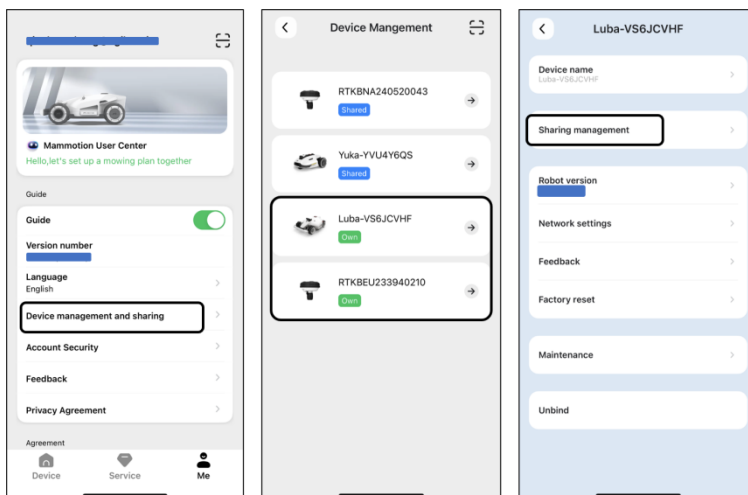 Mammotion User Center
Hello,let's set up a mowing plan together
Guide
Guide
Version number
Language
English
Device management and sharing
Account Security
Feedback
Privacy Agreement
Agreement
Device
Service
Me
Device Mangement
RTKBNA240520043
Shared
Yuka-YVU4Y6QS
Shared
Luba-VS6JCVHF
Own
RTKBEU233940210
Own
Luba-VS6JCVHF
Device name
Luba-VS6JCVHF
Sharing management
Robot version
Network settings
Feedback
Factory reset
Maintenance
Unbind